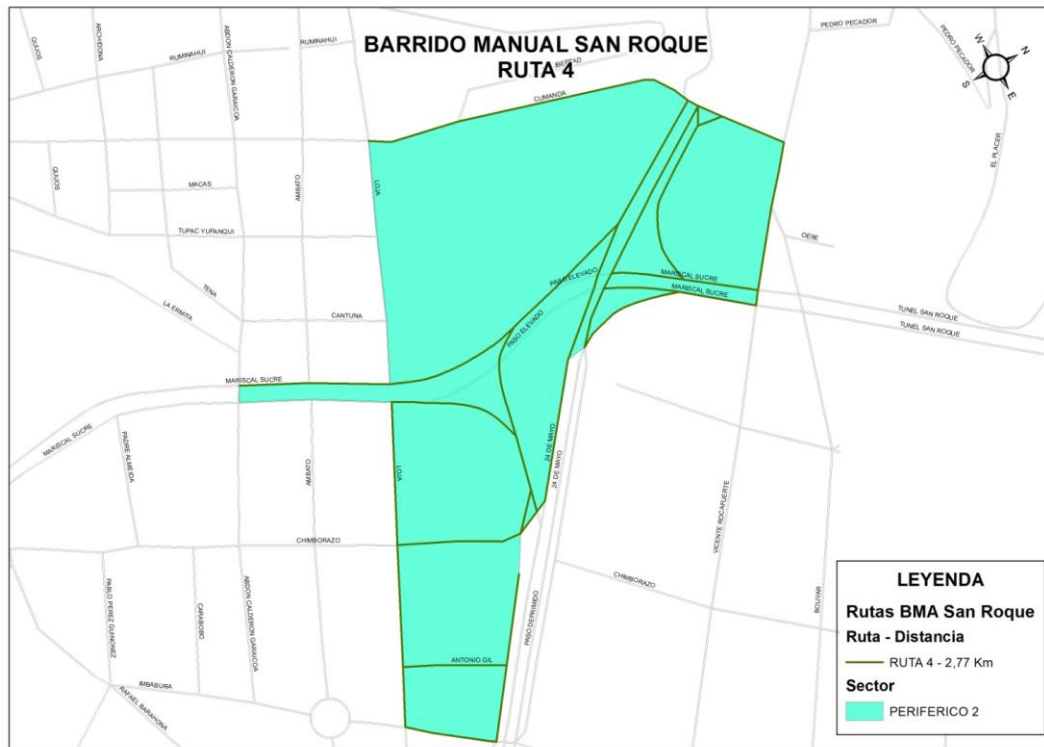 BARRIDO MANUAL SAN ROQUE
RUTA 4
PEDRO PECADOR
PEDRO PECADOR
W
N
S
E
QUIJOS
ARCHIDONA
RUMINAHUI
ABDON CALDERON GARAICOA
RUMINAHUI
CUMANDA
EL PLACER
QUIJOS
MACAS
AMBATO
LOJA
TUPAC YUPANQUI
OE9E
LA ERMITA
TENA
CANTUNA
PASO ELEVADO
PASO ELEVADO
MARISCAL SUCRE
MARISCAL SUCRE
TUNEL SAN ROQUE
TUNEL SAN ROQUE
MARISCAL SUCRE
MARISCAL SUCRE
PADRE ALMEIDA
AMBATO
LOJA
24 DE MAYO
24 DE MAYO
VICENTE ROCAFUERTE
CHIMBORAZO
CHIMBORAZO
PABLO PEREZ QUINONEZ
CARABOBO
ABDON CALDERON GARAICOA
PASO DEPRIMIDO
BOLIVAR
ANTONIO GIL
IMBABURA
RAFAEL BARAHONA
LEYENDA
Rutas BMA San Roque
Ruta - Distancia
RUTA 4 - 2,77 Km
Sector
PERIFERICO 2